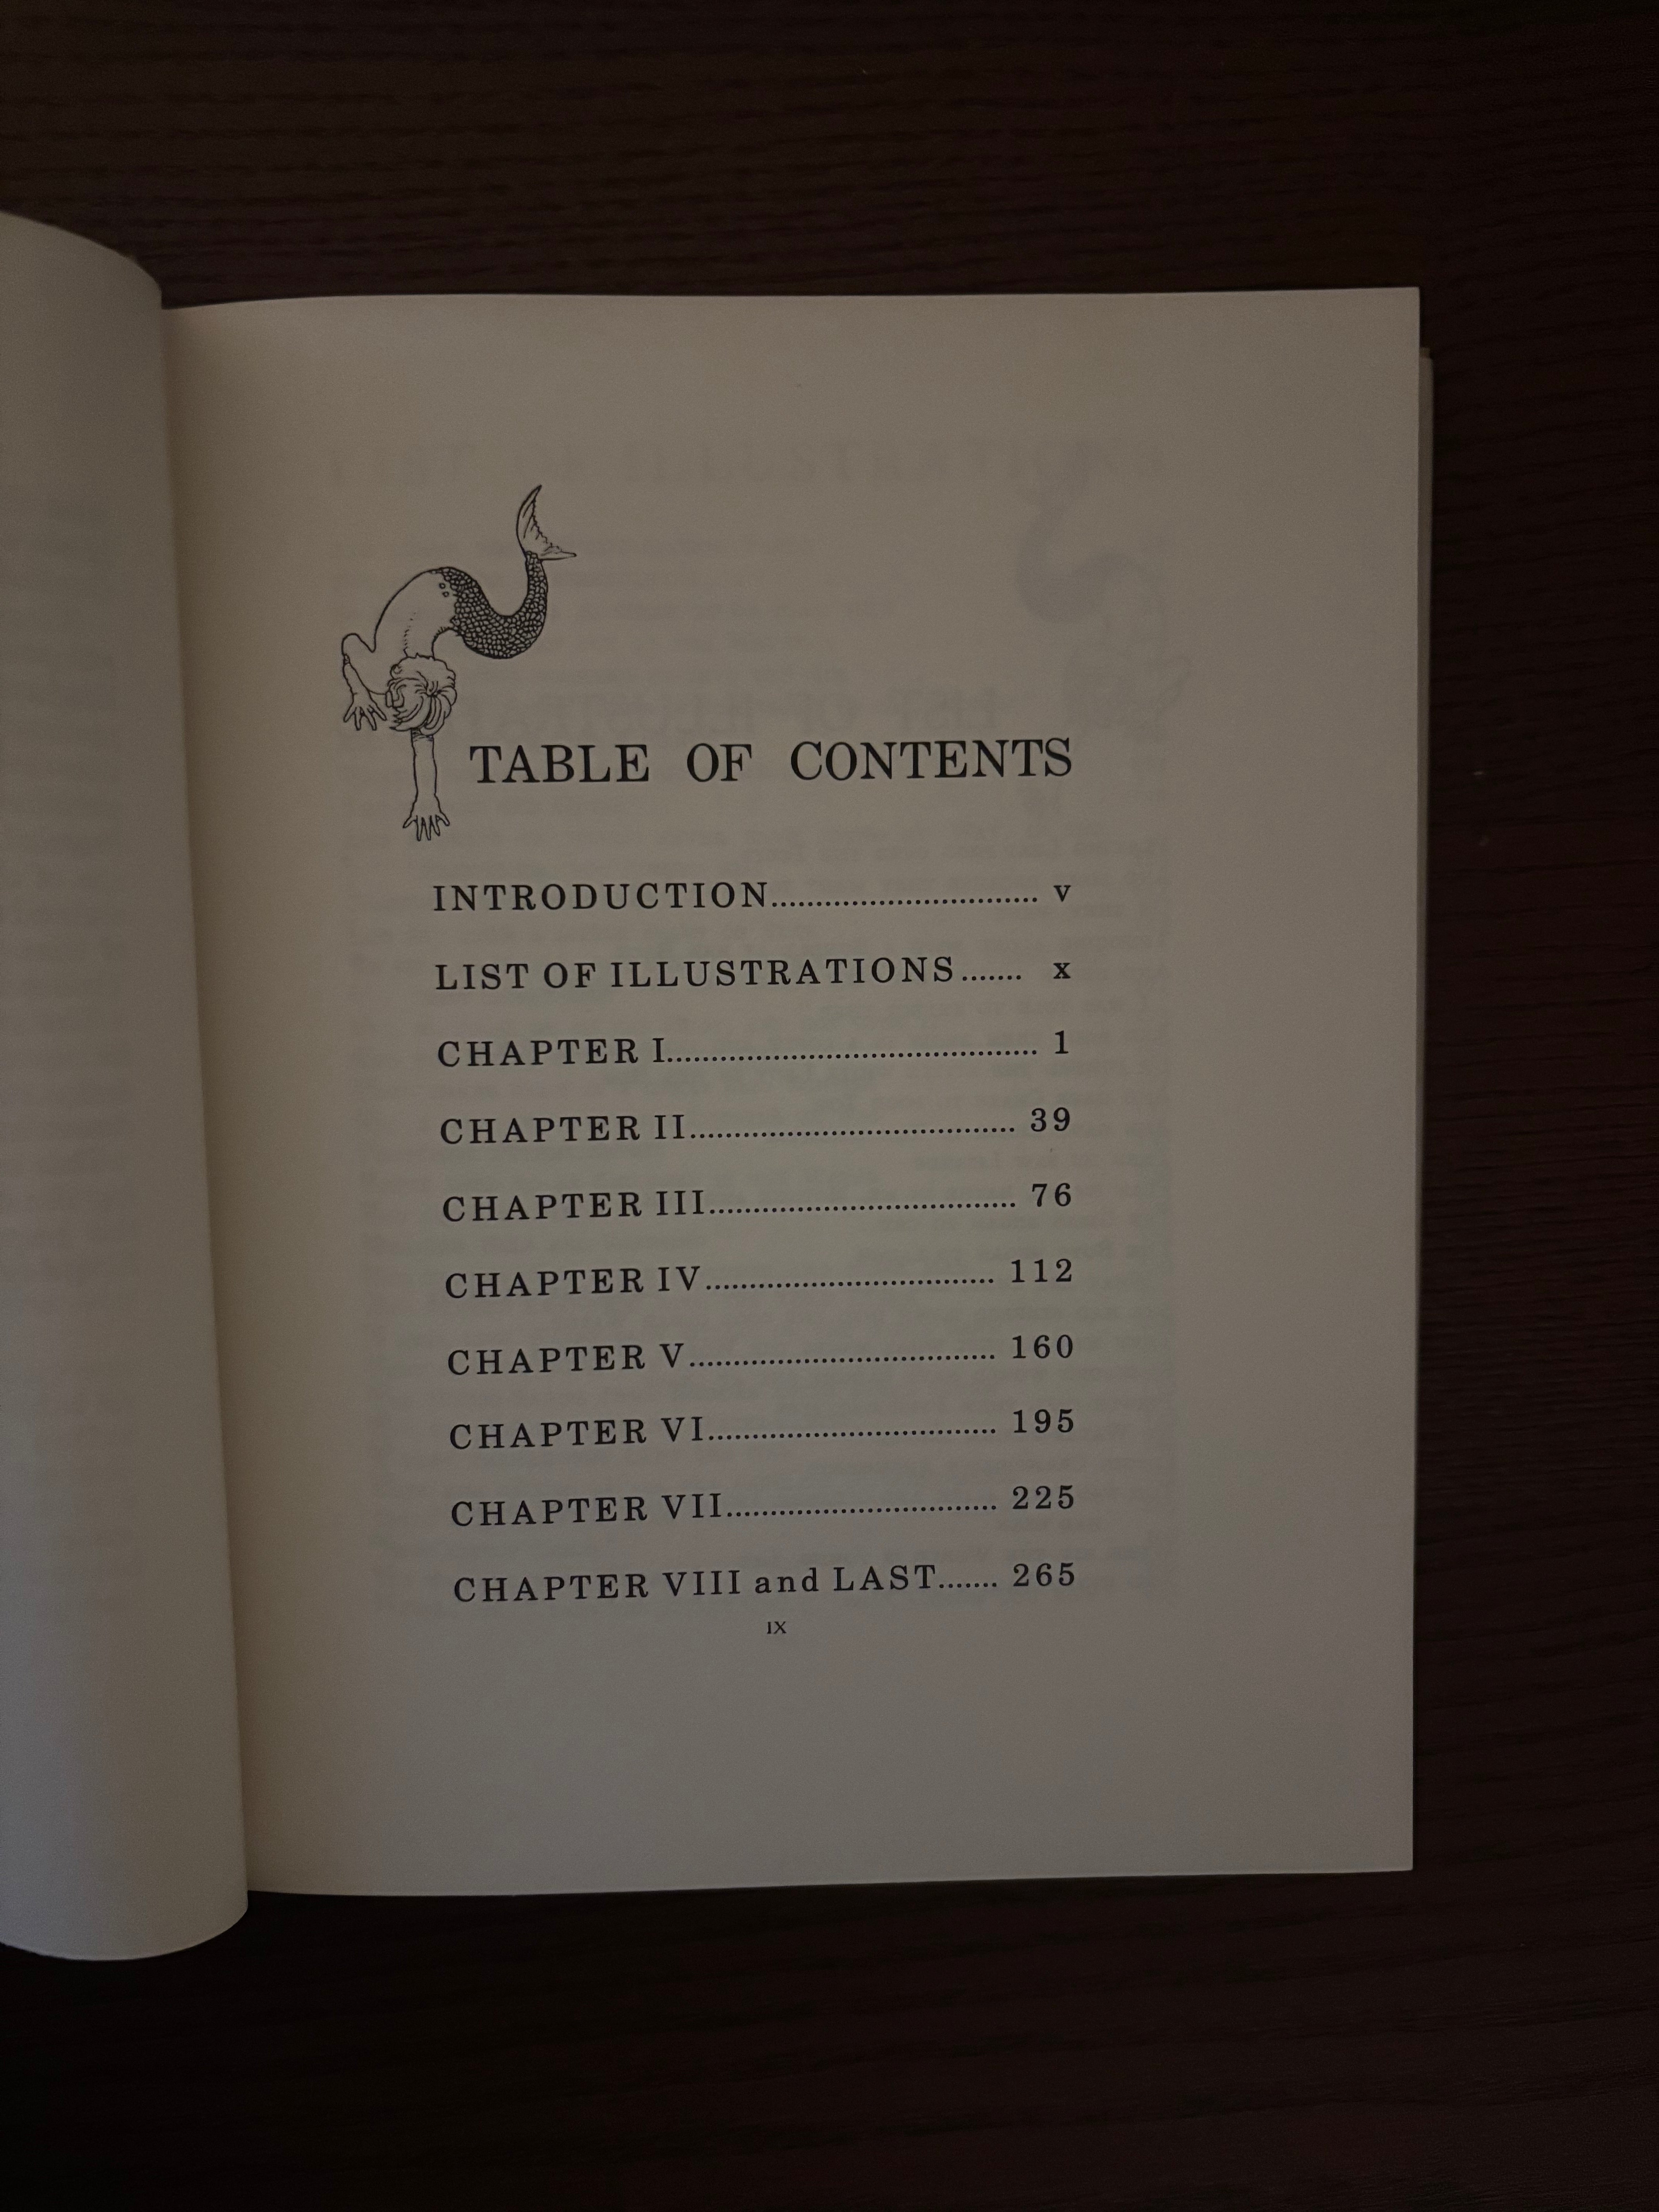 TABLE OF CONTENTS
INTRODUCTION.............................. v
LIST OF ILLUSTRATIONS....... x
CHAPTER I.......................................... 1
CHAPTER II..................................... 39
CHAPTER III................................... 76
CHAPTER IV................................. 112
CHAPTER V................................... 160
CHAPTER VI................................. 195
CHAPTER VII............................... 225
CHAPTER VIII and LAST....... 265
IX